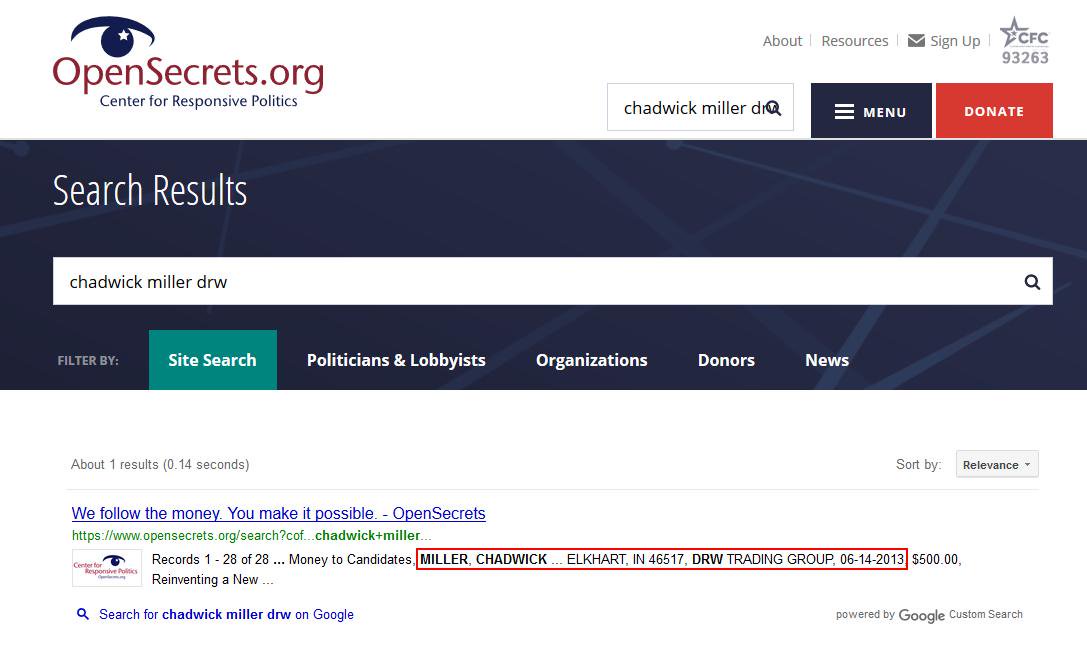 OpenSecrets.org
Center for Responsive Politics
About Resources Sign Up CFC
93263
chadwick miller drw
MENU
DONATE
Search Results
chadwick miller drw
FILTER BY: Site Search Politicians & Lobbyists Organizations Donors News
About 1 results (0.14 seconds)
Sort by: Relevance
We follow the money. You make it possible. - OpenSecrets
https://www.opensecrets.org/search?cof...chadwick+miller...
Center for
Responsive Politics
OpenSecrets.org
Records 1 - 28 of 28 ... Money to Candidates, MILLER, CHADWICK ... ELKHART, IN 46517, DRW TRADING GROUP, 06-14-2013, $500.00,
Reinventing a New ...
Search for chadwick miller drw on Google
powered by Google Custom Search